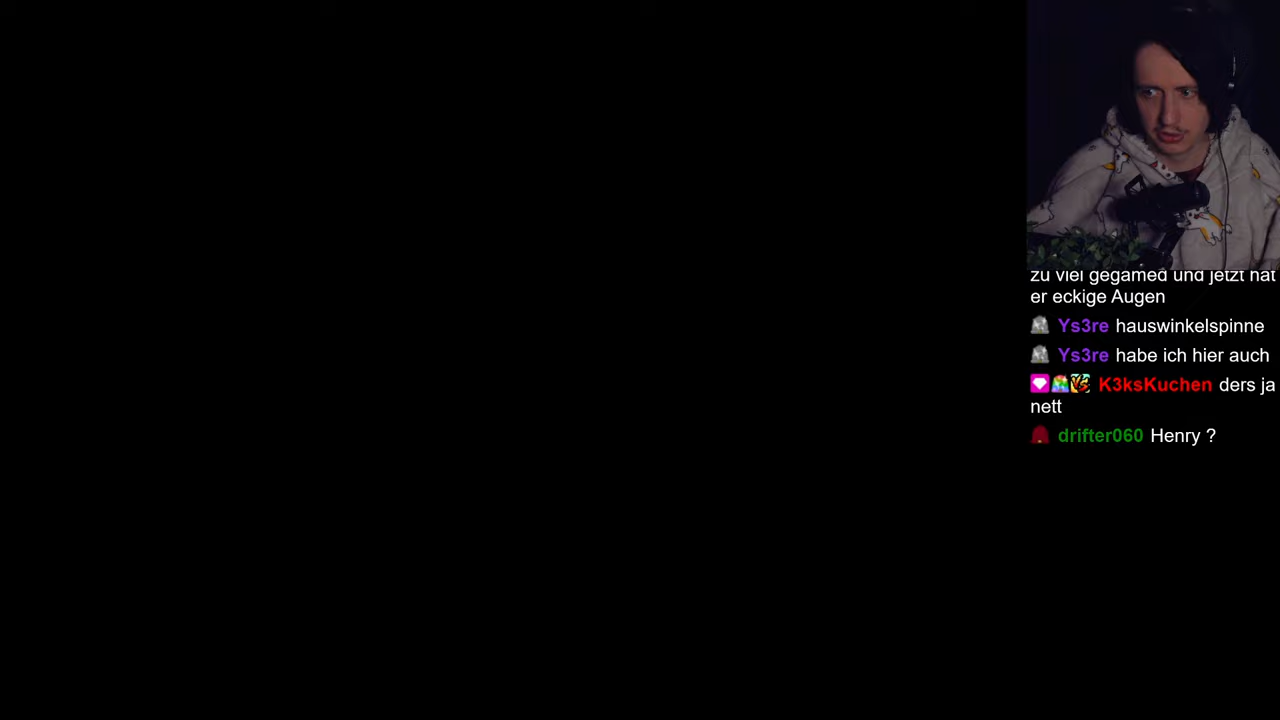 zu viel gegamed und jetzt hat
er eckige Augen
Ys3re hauswinkelspinne
Ys3re habe ich hier auch
K3ksKuchen ders ja
nett
drifter060 Henry ?